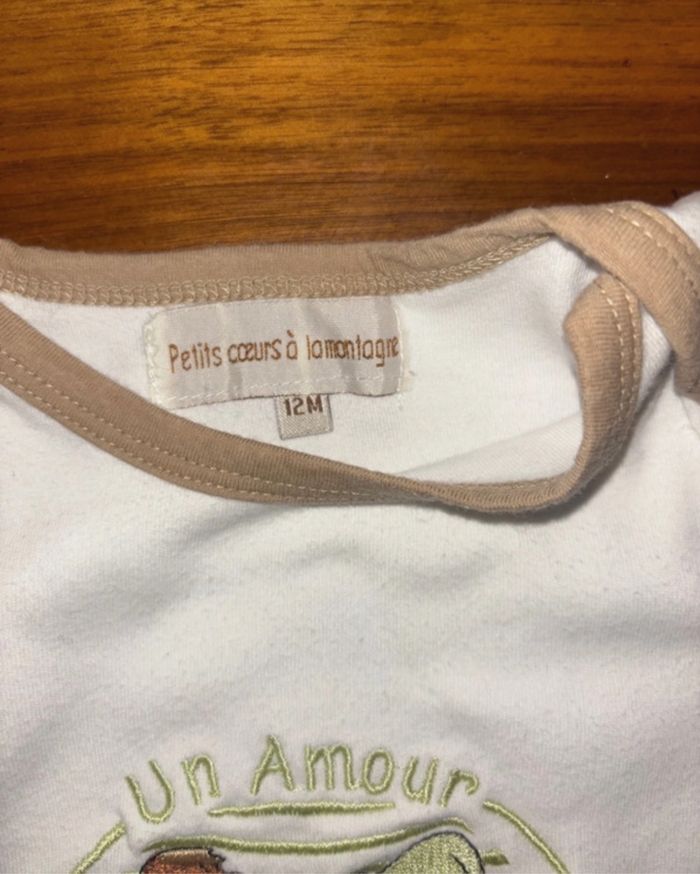 Petits cœurs à la montagne
12M
Un Amour